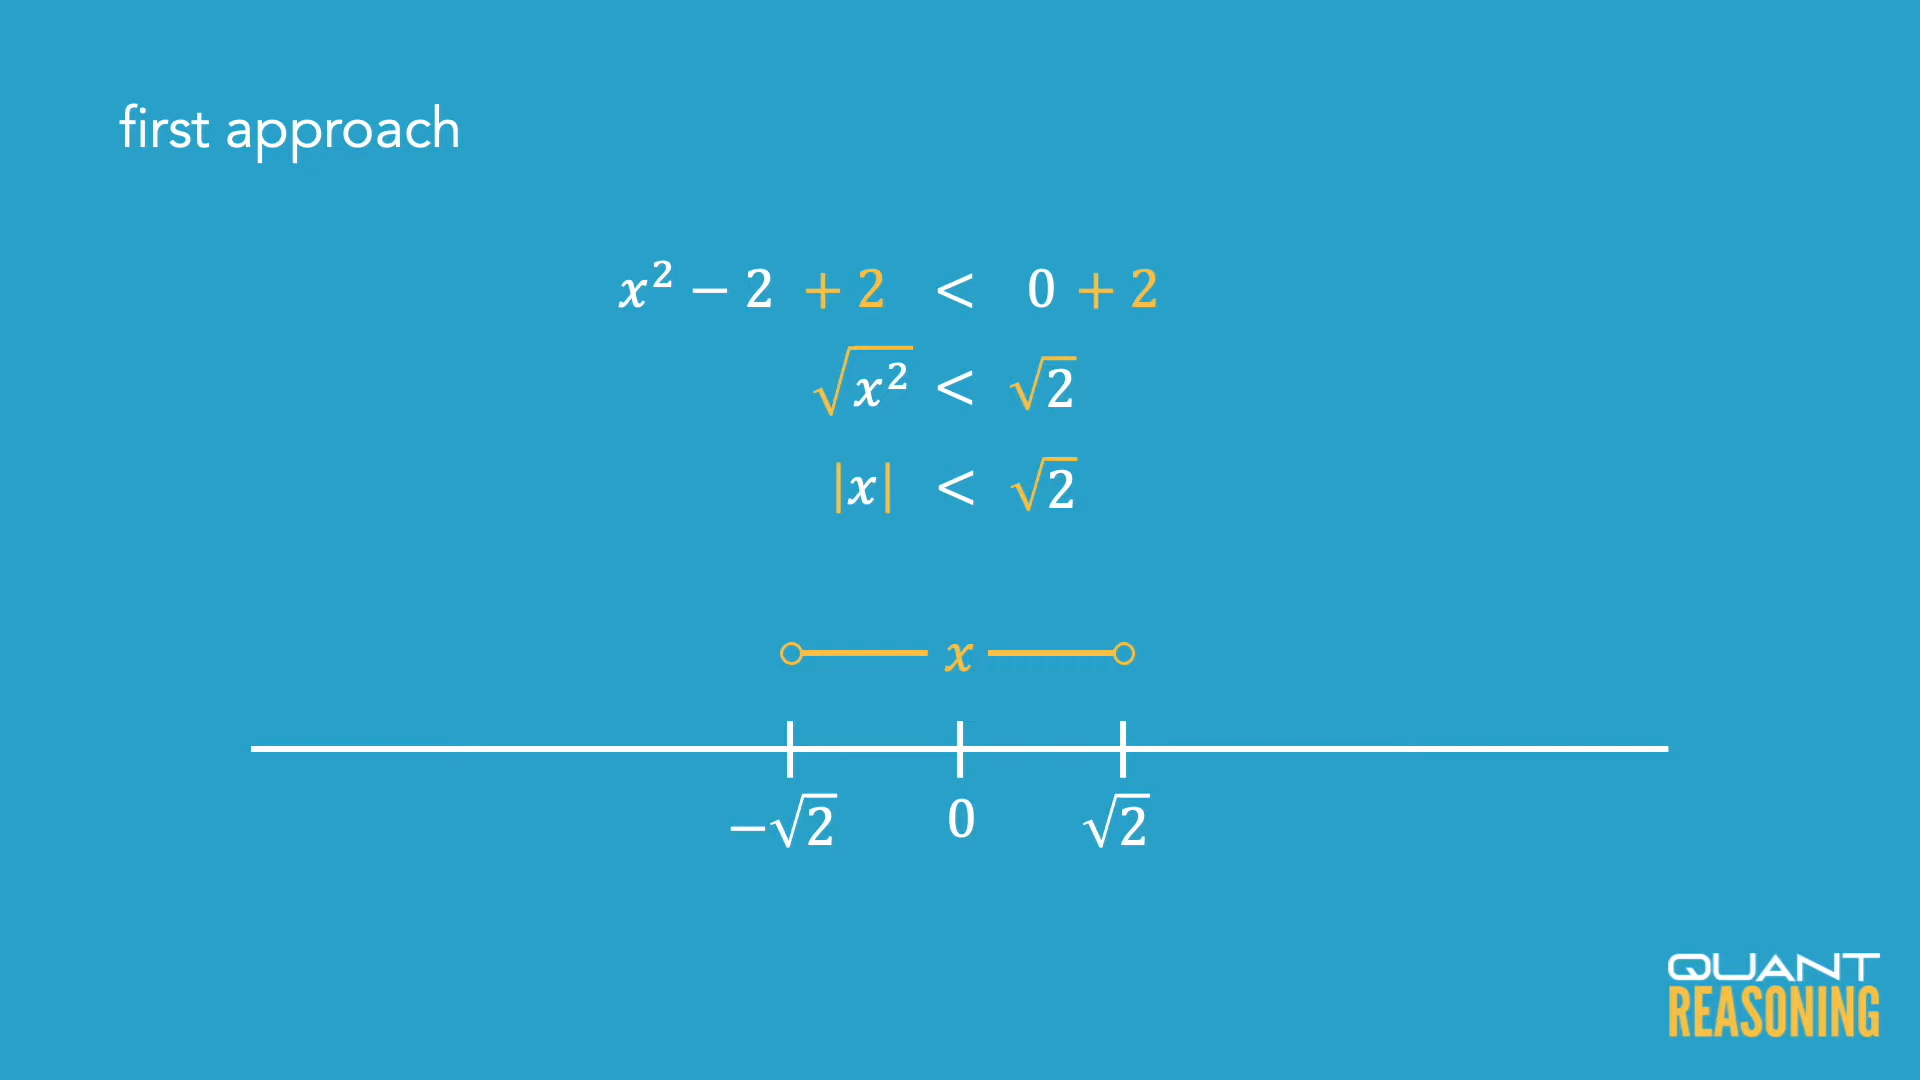 first approach
x² − 2 + 2 < 0 + 2
√x² < √2
|x| < √2
x
−√2 0 √2
QUANT
REASONING